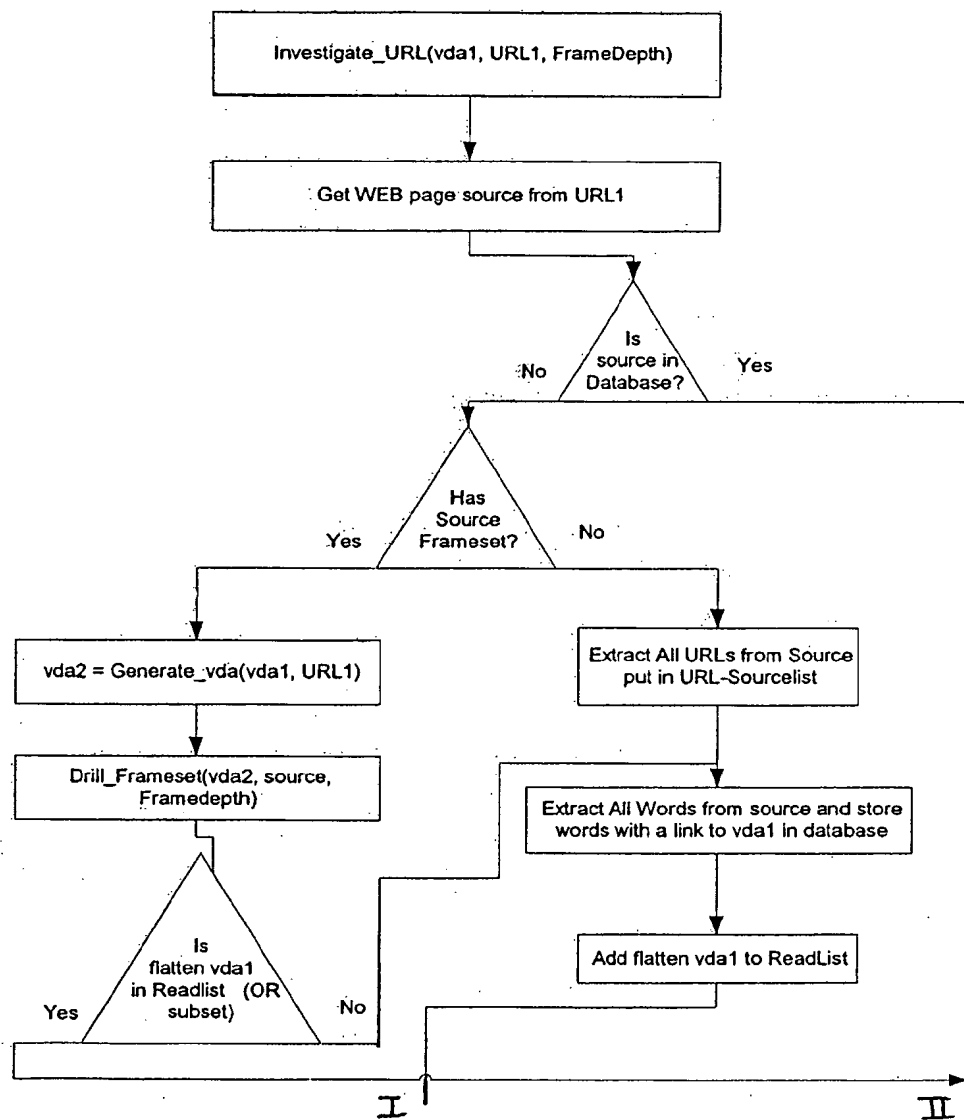 Investigate_URL(vda1, URL1, FrameDepth)
Get WEB page source from URL1
Is
source in
Database?
No
Yes
Has
Source
Frameset?
Yes
No
vda2 = Generate_vda(vda1, URL1)
Extract All URLs from Source
put in URL-Sourcelist
Drill_Frameset(vda2, source,
Framedepth)
Extract All Words from source and store
words with a link to vda1 in database
Is
flatten vda1
in Readlist (OR
subset)
Yes
No
Add flatten vda1 to ReadList
I
II